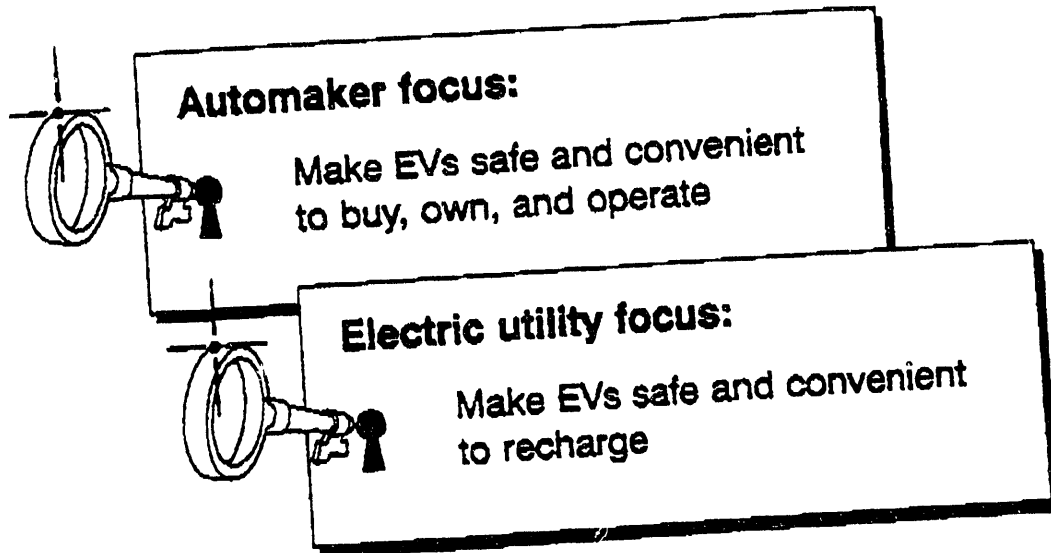 Automaker focus:
Make EVs safe and convenient
to buy, own, and operate
Electric utility focus:
Make EVs safe and convenient
to recharge